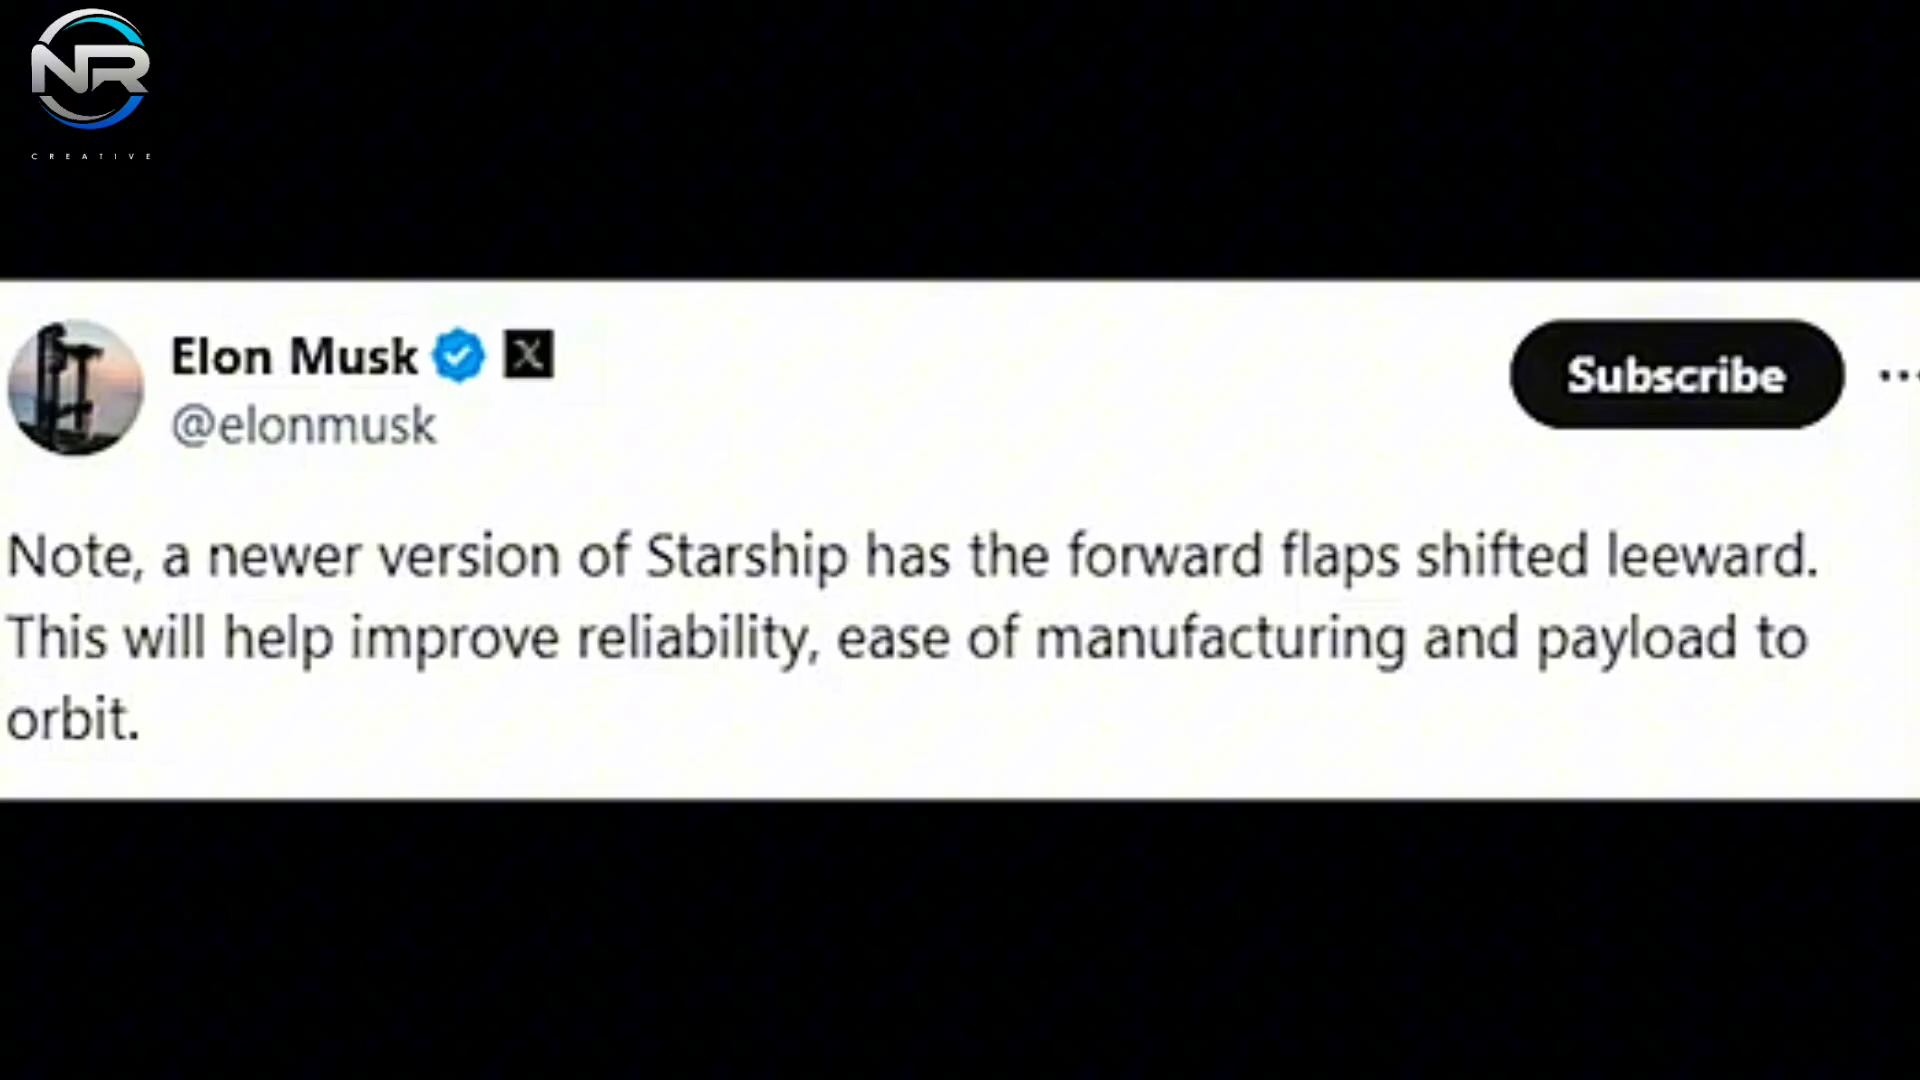 NR
CREATIVE
Elon Musk X
Subscribe
@elonmusk
Note, a newer version of Starship has the forward flaps shifted leeward.
This will help improve reliability, ease of manufacturing and payload to
orbit.